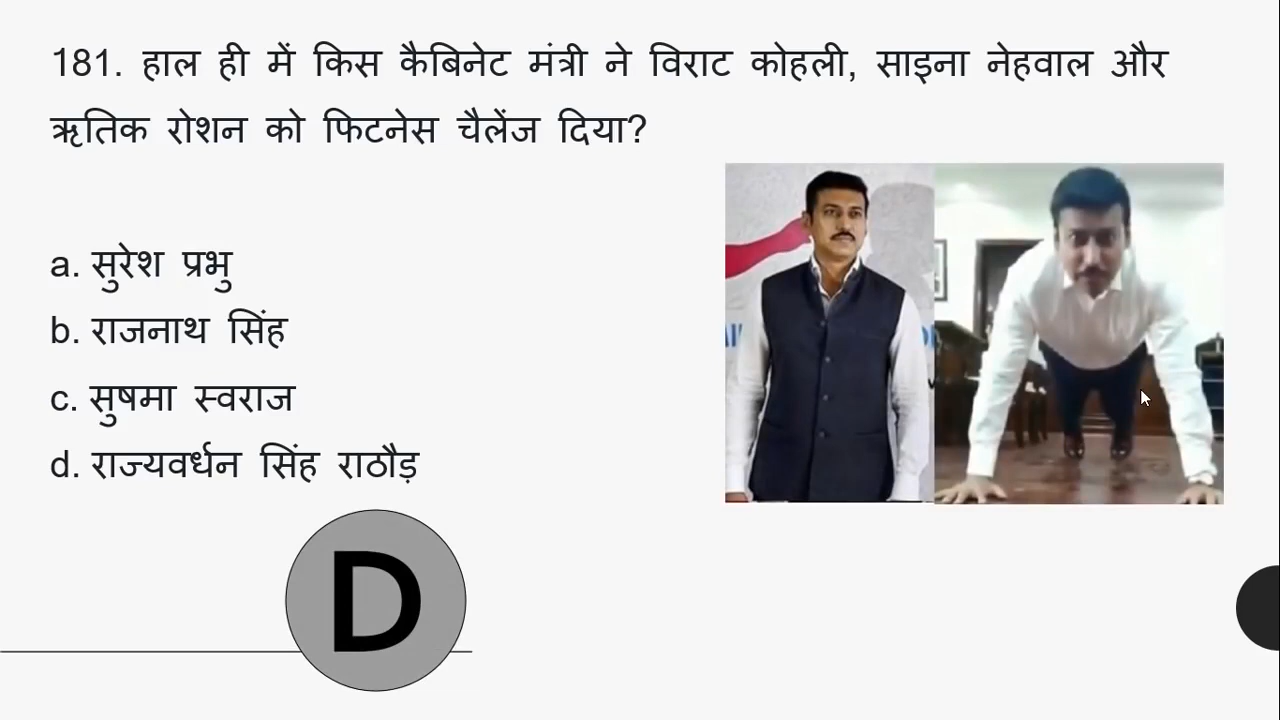 181. हाल ही में किस कैबिनेट मंत्री ने विराट कोहली, साइना नेहवाल और
ऋतिक रोशन को फिटनेस चैलेंज दिया?
a. सुरेश प्रभु
b. राजनाथ सिंह
c. सुषमा स्वराज
d. राज्यवर्धन सिंह राठौड़
D